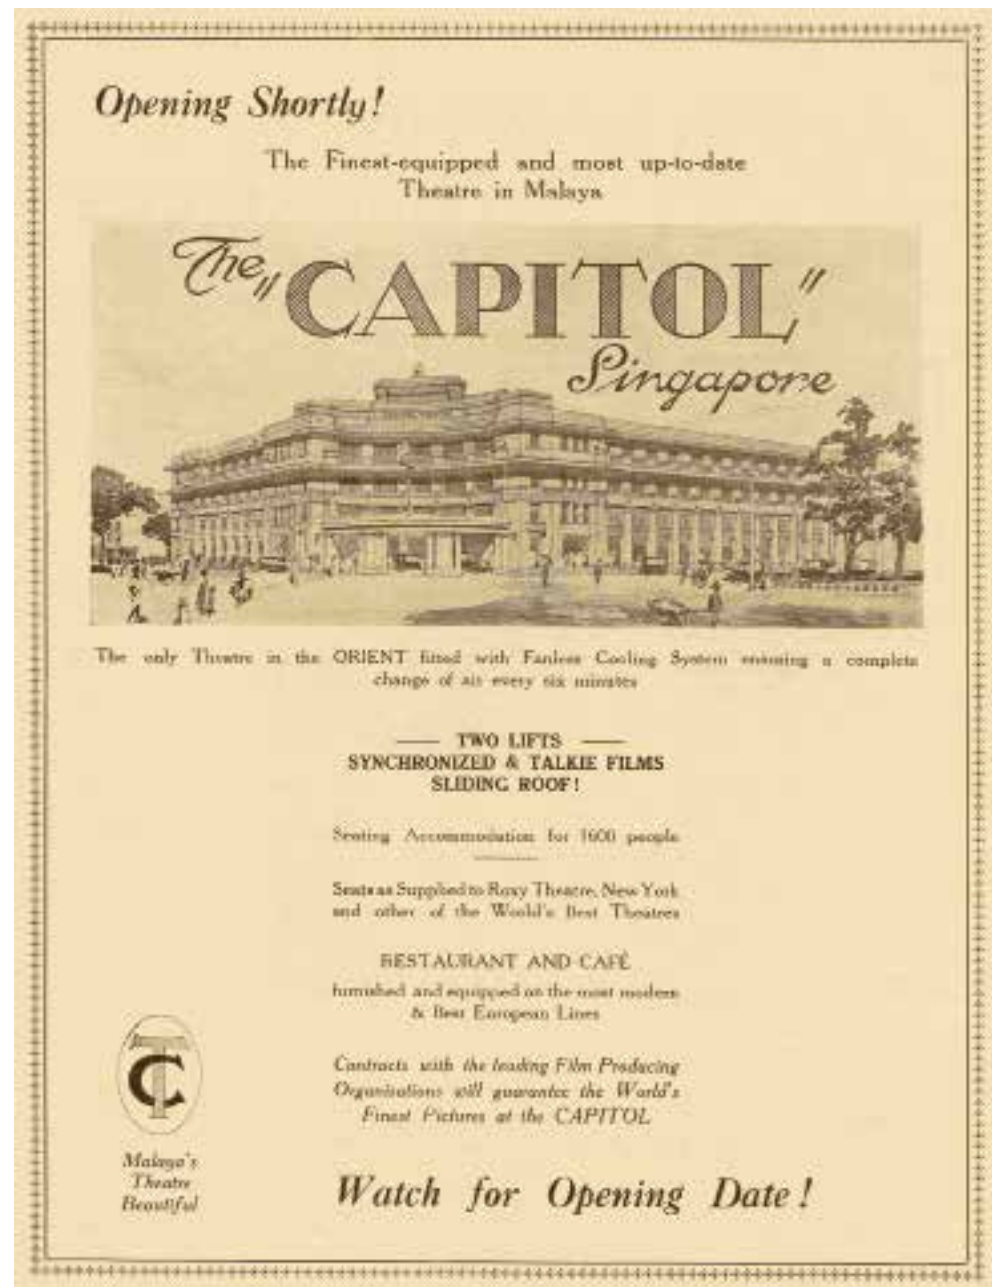 Opening Shortly!
The Finest-equipped and most up-to-date
Theatre in Malaya
The "CAPITOL"
Singapore
The only Theatre in the ORIENT fitted with Fanless Cooling System ensuring a complete
change of air every six minutes
— TWO LIFTS —
SYNCHRONIZED & TALKIE FILMS
SLIDING ROOF!
Seating Accommodation for 1600 people
Seats as Supplied to Roxy Theatre, New York
and other of the World's Best Theatres
RESTAURANT AND CAFÉ
furnished and equipped on the most modern
& Best European Lines
Contracts with the leading Film Producing
Organisations will guarantee the World's
Finest Pictures at the CAPITOL
CT
Malaya's
Theatre
Beautiful
Watch for Opening Date!